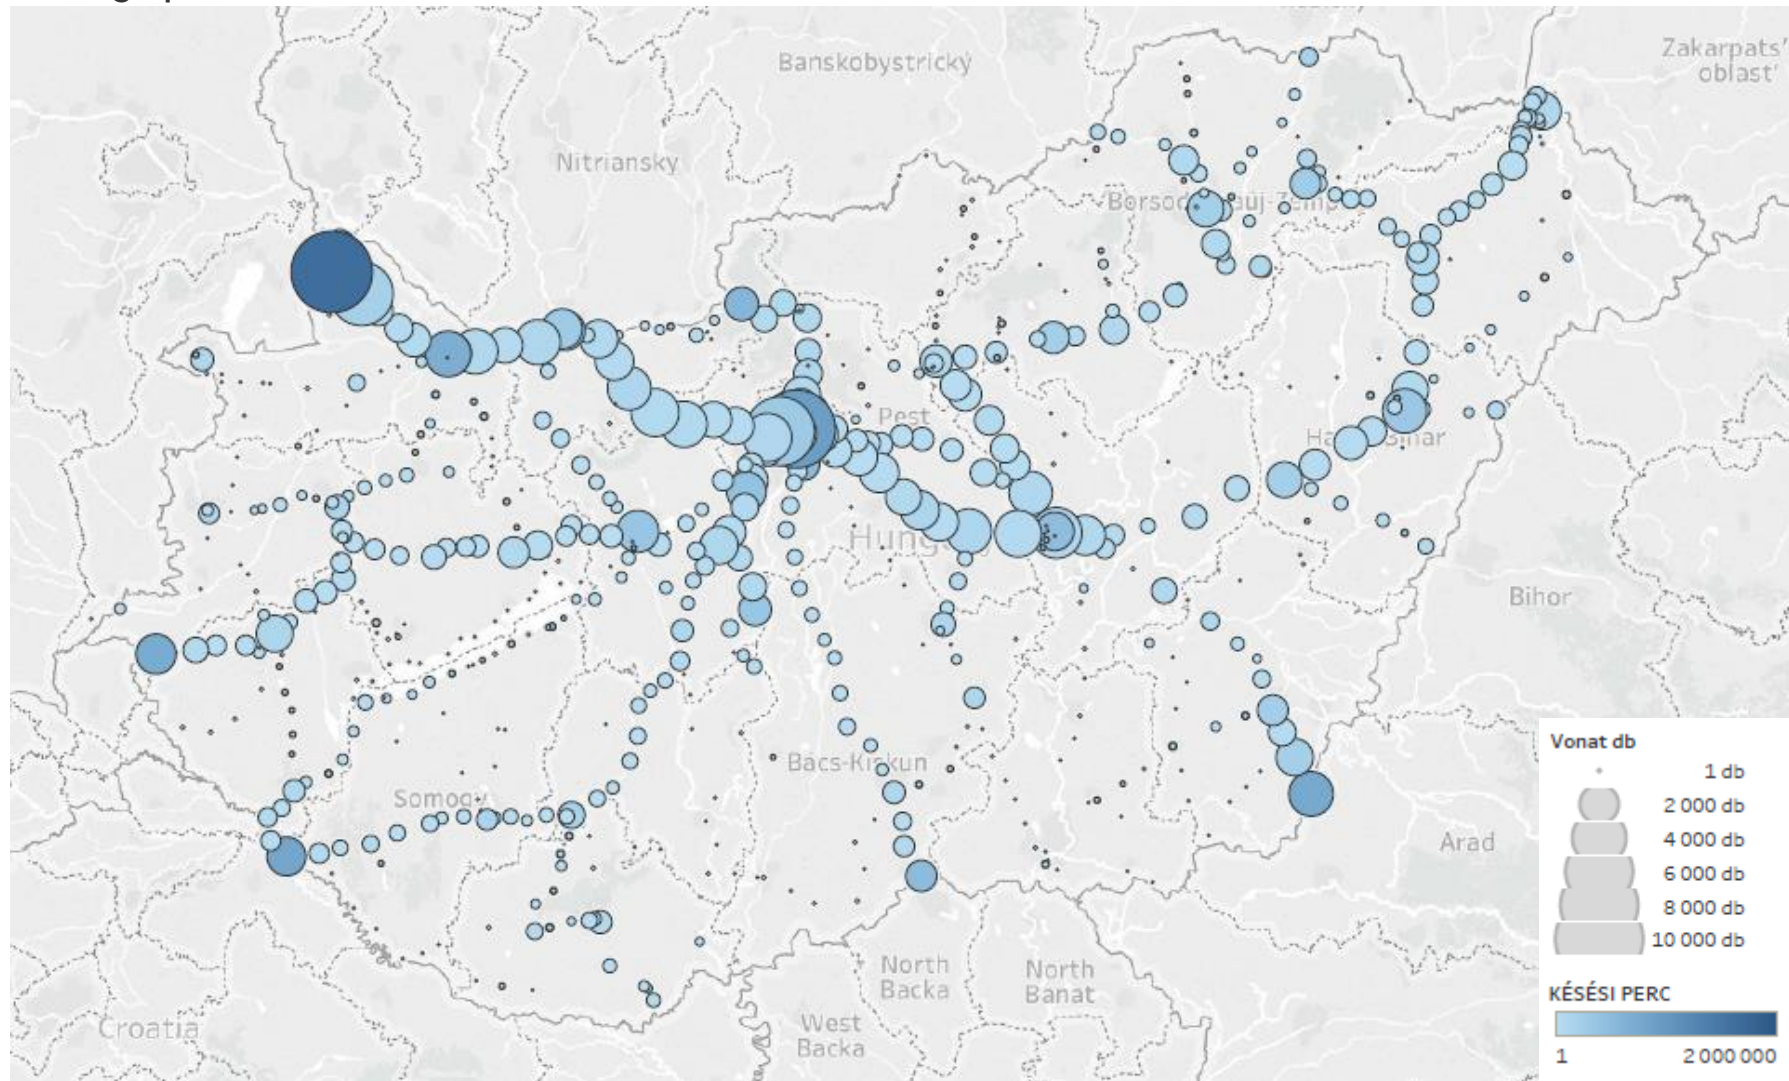 Banskobystrický
Zakarpats'
oblast'
Nitriansky
Pest
Bihor
Bács-Kiskun
Somogy
Arad
North
Backa
North
Banat
West
Backa
Croatia
Vonat db
1 db
2 000 db
4 000 db
6 000 db
8 000 db
10 000 db
KÉSÉSI PERC
1
2 000 000